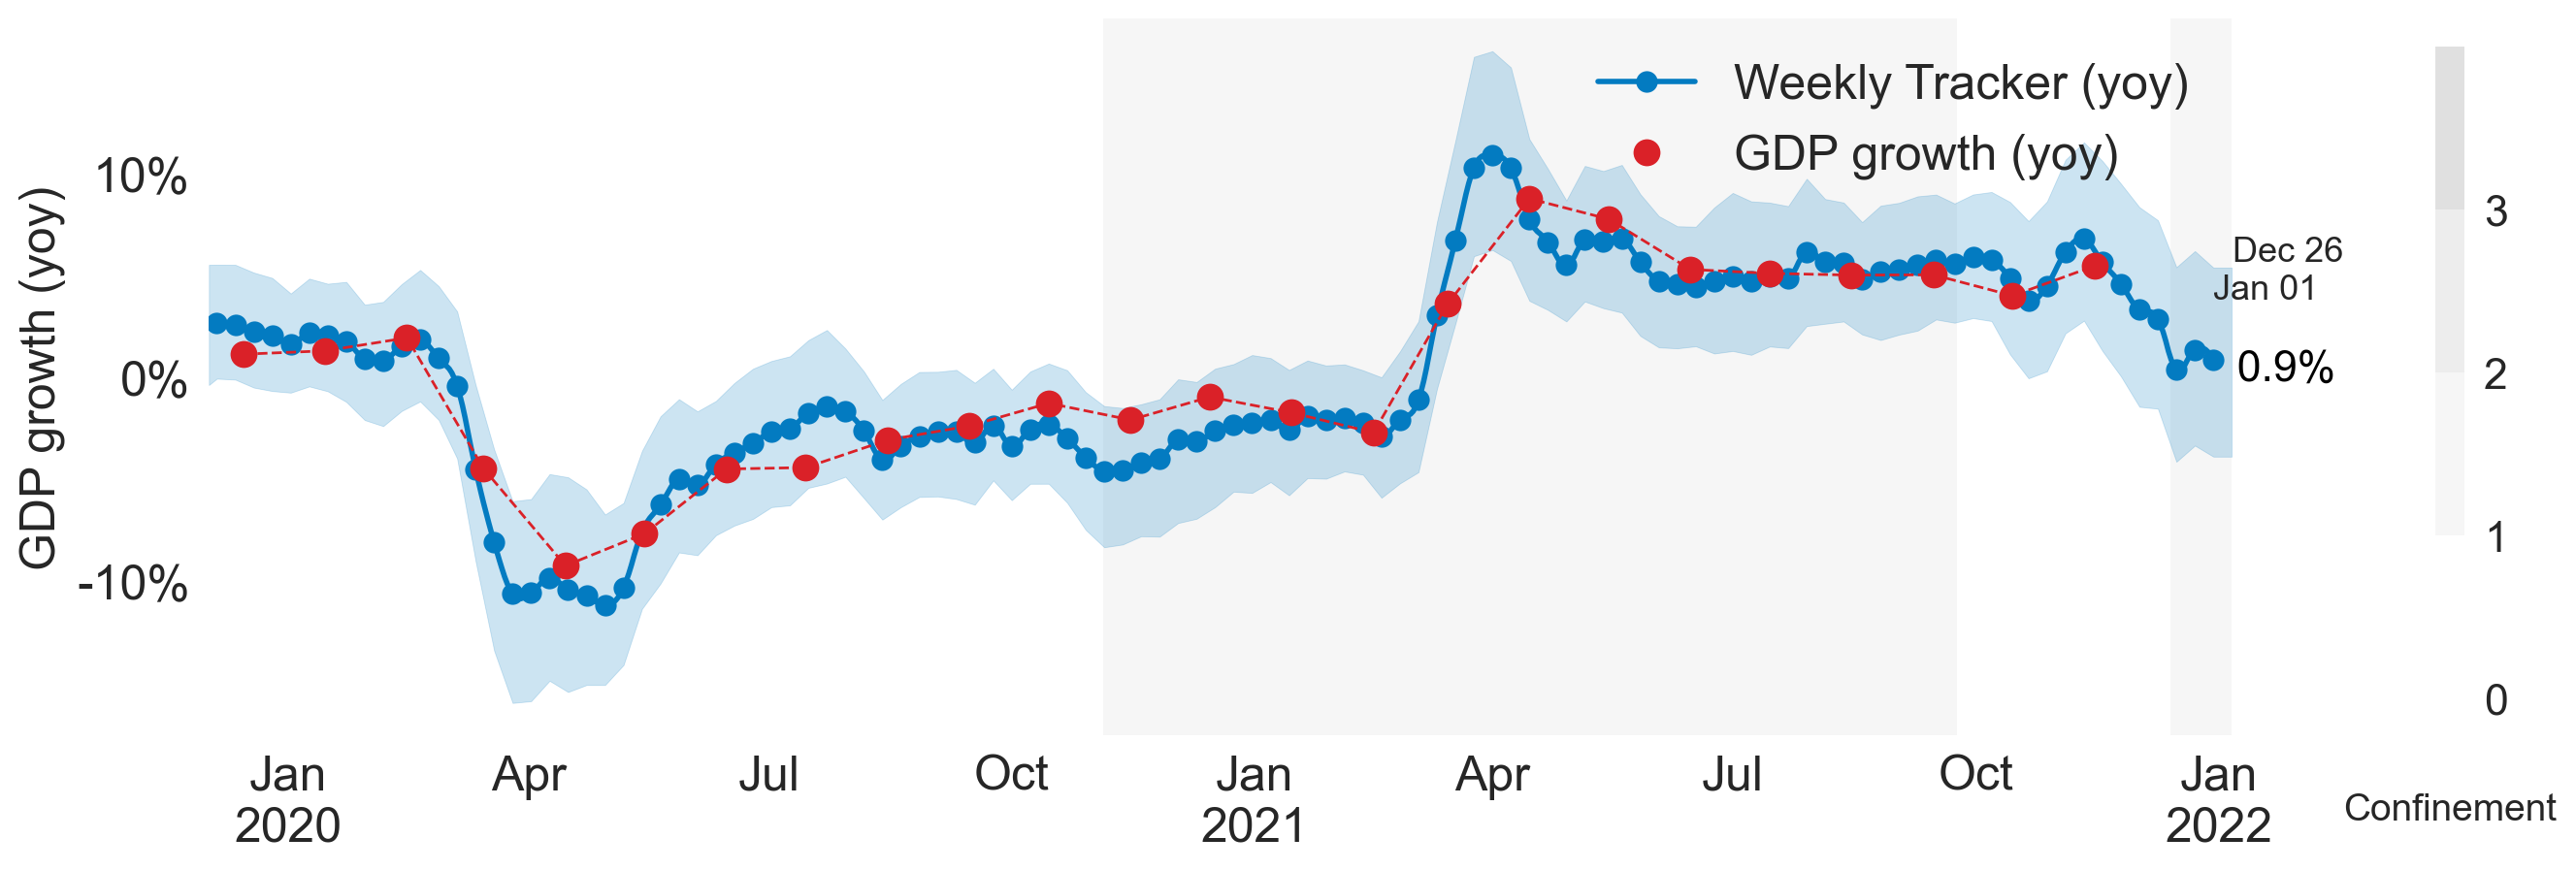 Weekly Tracker (yoy)
GDP growth (yoy)
GDP growth (yoy)
10%
0%
-10%
Dec 26
Jan 01
0.9%
3
2
1
0
Jan Apr Jul Oct Jan Apr Jul Oct Jan
2020 2021 2022
Confinement